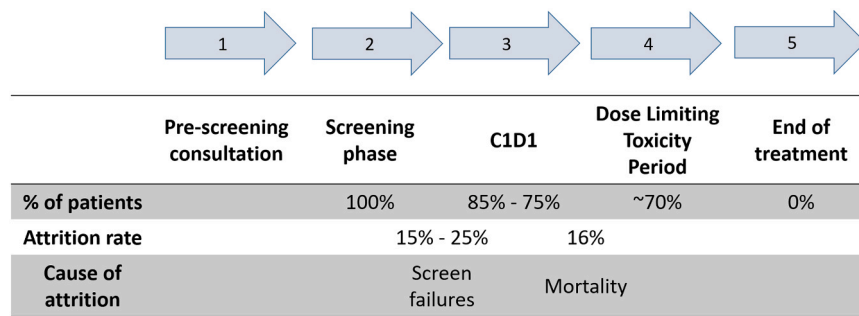 1 2 3 4 5
Pre-screening consultation Screening phase C1D1 Dose Limiting Toxicity Period End of treatment
% of patients 100% 85% - 75% ~70% 0%
Attrition rate 15% - 25% 16%
Cause of attrition Screen failures Mortality